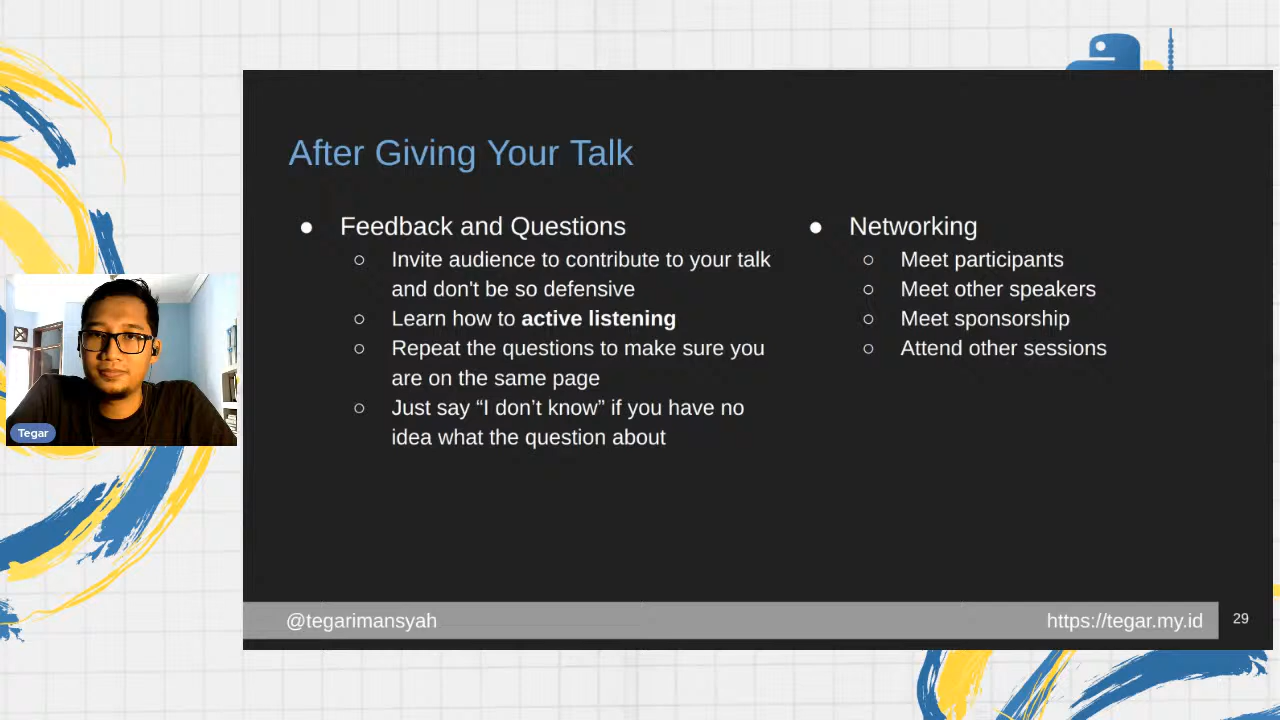 After Giving Your Talk
● Feedback and Questions
○ Invite audience to contribute to your talk
and don't be so defensive
○ Learn how to active listening
○ Repeat the questions to make sure you
are on the same page
○ Just say “I don’t know” if you have no
idea what the question about
● Networking
○ Meet participants
○ Meet other speakers
○ Meet sponsorship
○ Attend other sessions
Tegar
@tegarimansyah
https://tegar.my.id
29